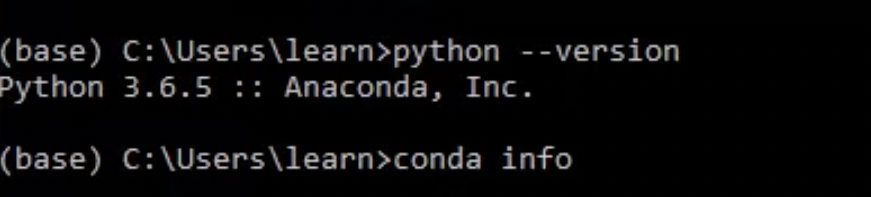 (base) C:\Users\learn>python --version
Python 3.6.5 :: Anaconda, Inc.
(base) C:\Users\learn>conda info